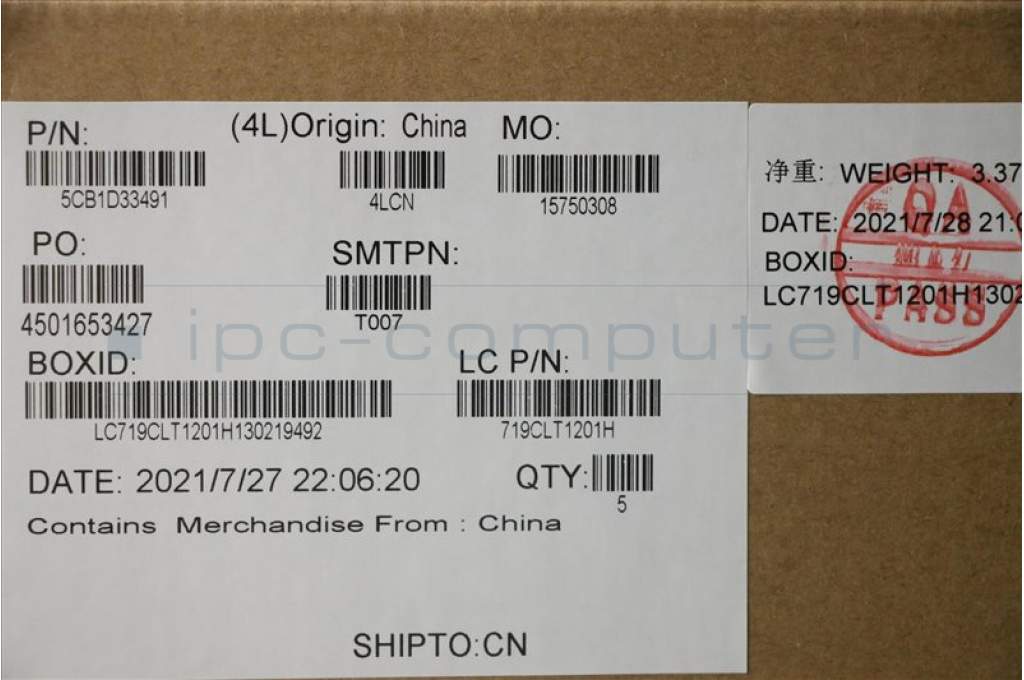 P/N:
5CB1D33491
(4L)Origin: China
4LCN
MO:
15750308
PO:
4501653427
SMTPN:
T007
BOXID:
LC719CLT1201H130219492
LC P/N:
719CLT1201H
DATE: 2021/7/27 22:06:20
QTY:
5
Contains Merchandise From : China
SHIPTO:CN
净重: WEIGHT: 3.37
DATE: 2021/7/28 21:0
BOXID:
LC719CLT1201H1302
QA
PASS
ipc-computer